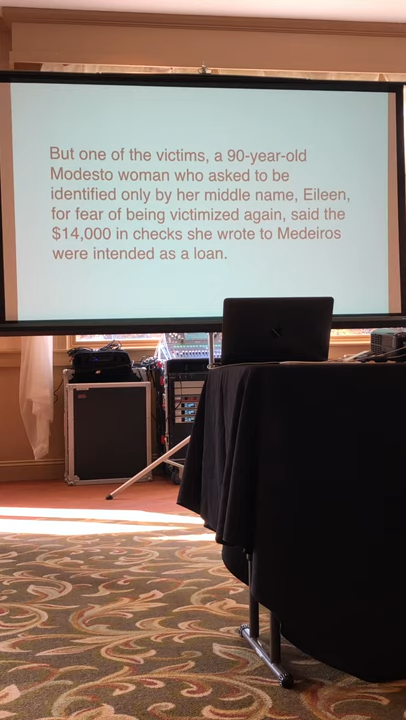 But one of the victims, a 90-year-old
Modesto woman who asked to be
identified only by her middle name, Eileen,
for fear of being victimized again, said the
$14,000 in checks she wrote to Medeiros
were intended as a loan.